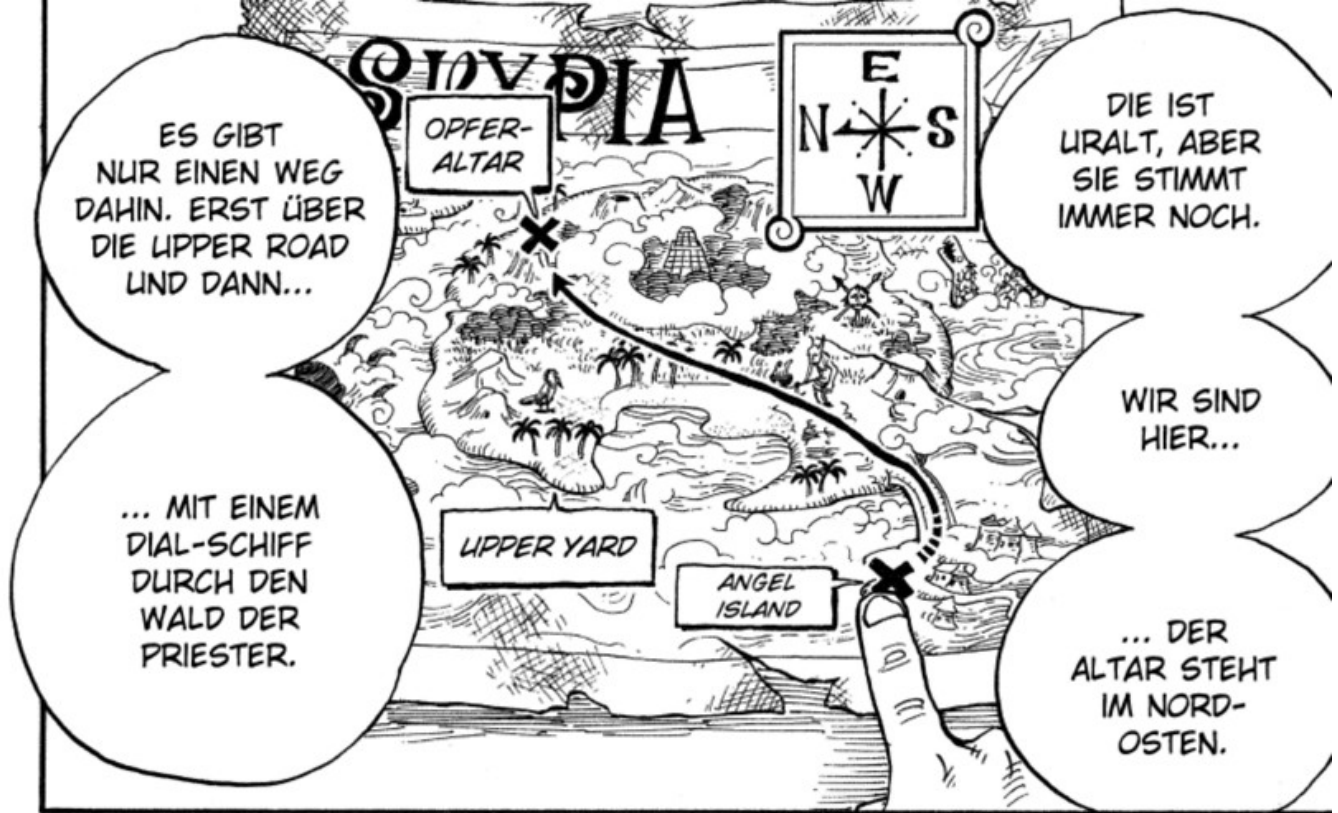 DIE IST
URALT, ABER
SIE STIMMT
IMMER NOCH.
WIR SIND
HIER...
... DER
ALTAR STEHT
IM NORD-
OSTEN.
E
N S
W
OPFER-
ALTAR
UPPER YARD
ANGEL
ISLAND
ES GIBT
NUR EINEN WEG
DAHIN. ERST ÜBER
DIE UPPER ROAD
UND DANN...
... MIT EINEM
DIAL-SCHIFF
DURCH DEN
WALD DER
PRIESTER.